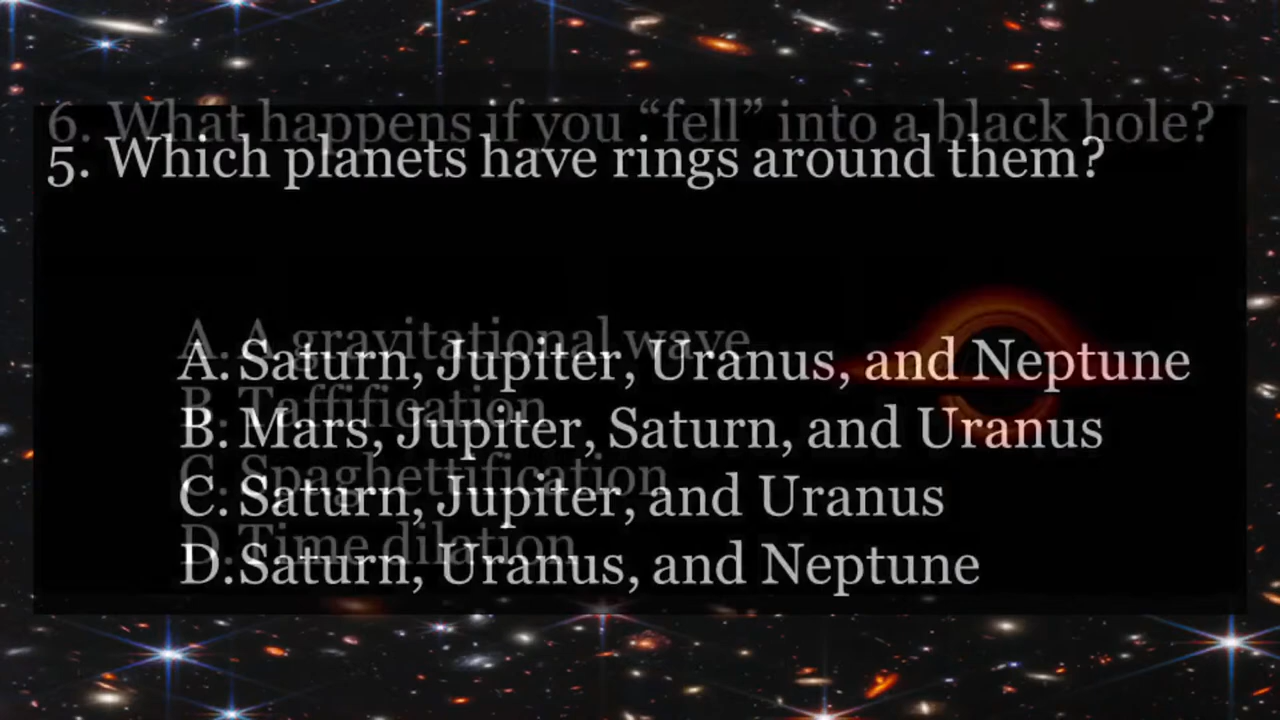 6. What happens if you “fell” into a black hole?
5. Which planets have rings around them?
A. A gravitational wave
A. Saturn, Jupiter, Uranus, and Neptune
B. Taffification
B. Mars, Jupiter, Saturn, and Uranus
C. Spaghettification
C. Saturn, Jupiter, and Uranus
D. Time dilation
D. Saturn, Uranus, and Neptune